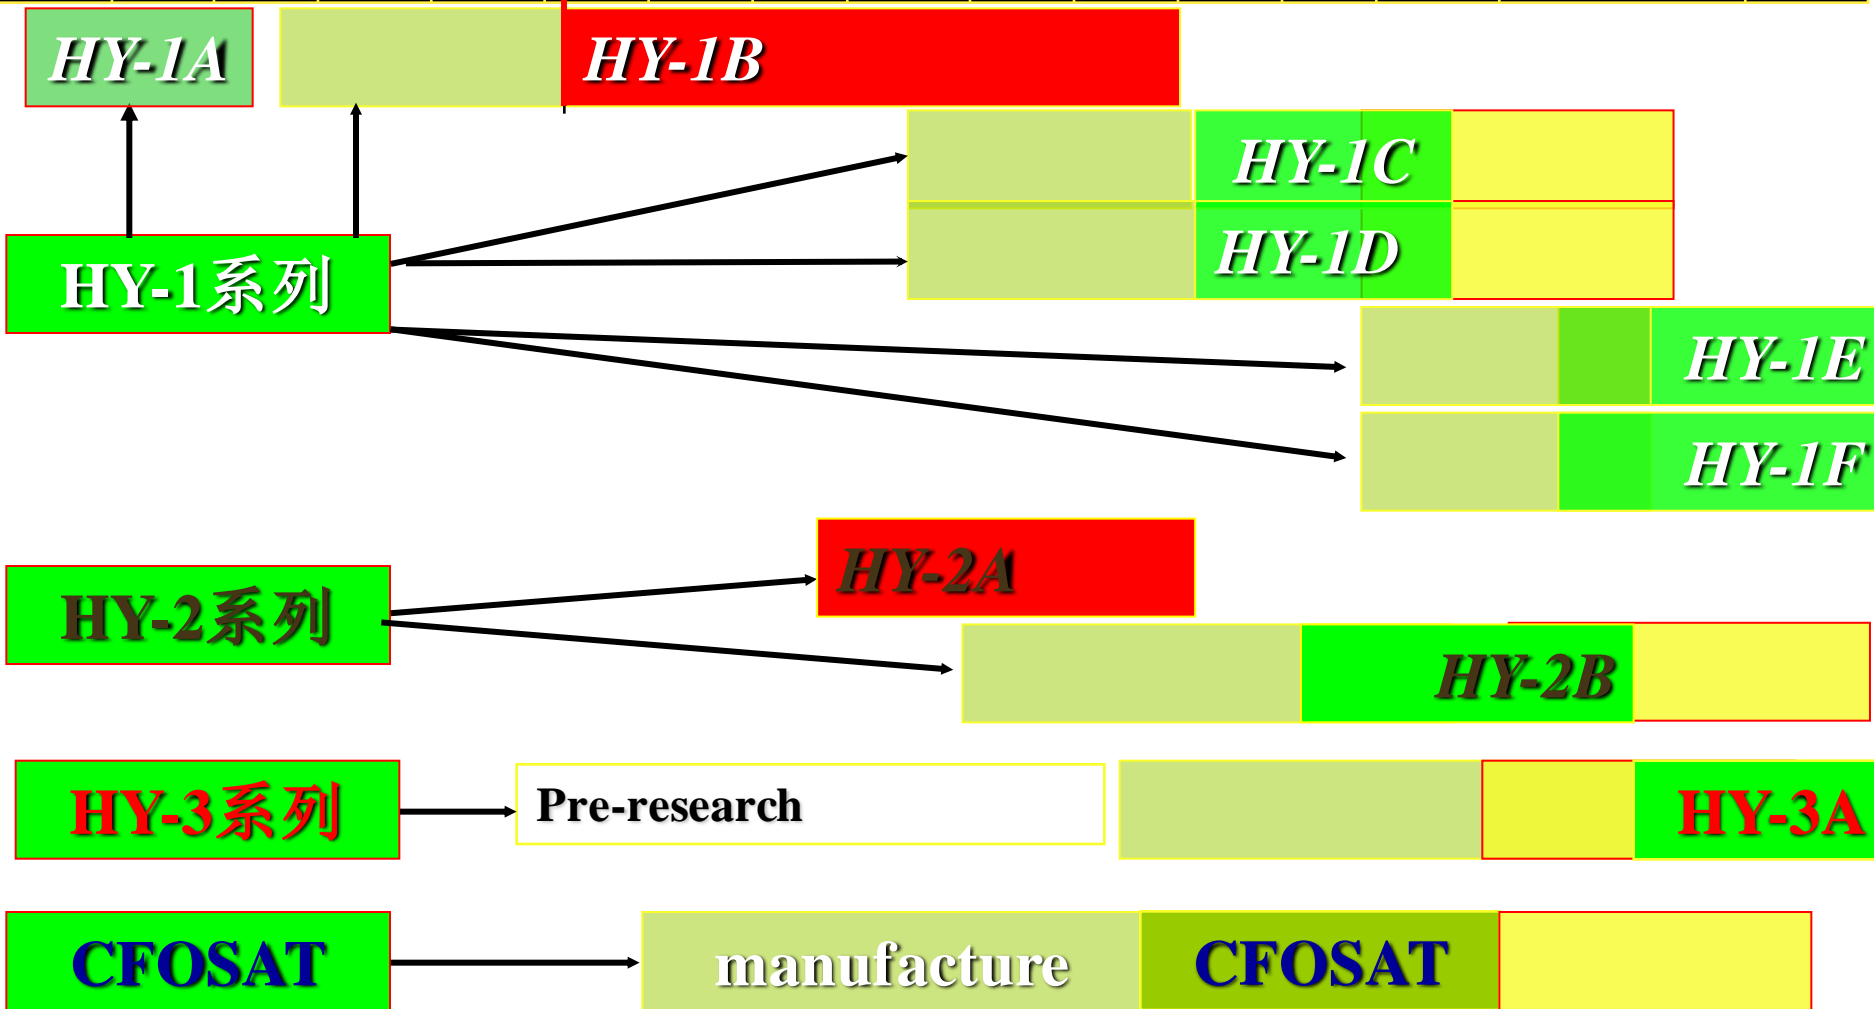 HY-1A
HY-1B
HY-1C
HY-1D
HY-1系列
HY-1E
HY-1F
HY-2A
HY-2系列
HY-2B
HY-3系列
Pre-research
HY-3A
CFOSAT
manufacture
CFOSAT